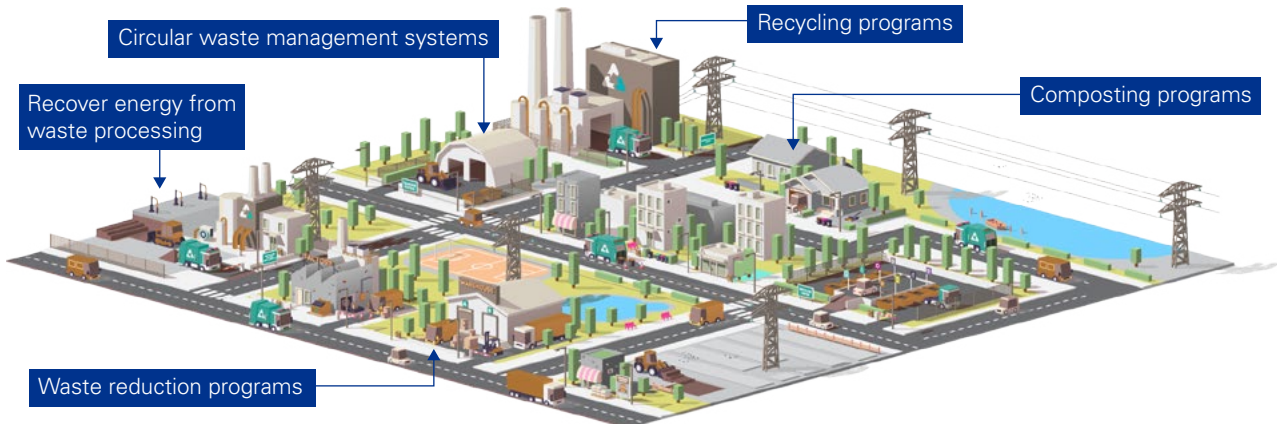 Recycling programs
Circular waste management systems
Recover energy from
waste processing
Composting programs
Waste reduction programs